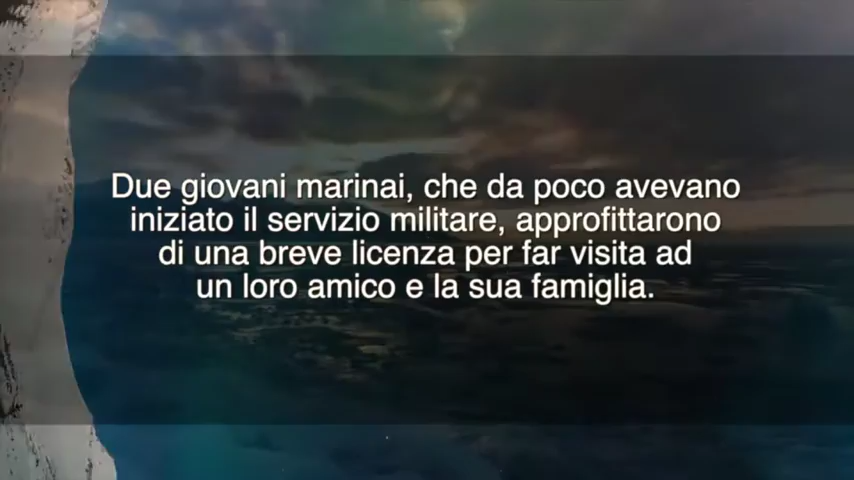 Due giovani marinai, che da poco avevano
iniziato il servizio militare, approfittarono
di una breve licenza per far visita ad
un loro amico e la sua famiglia.